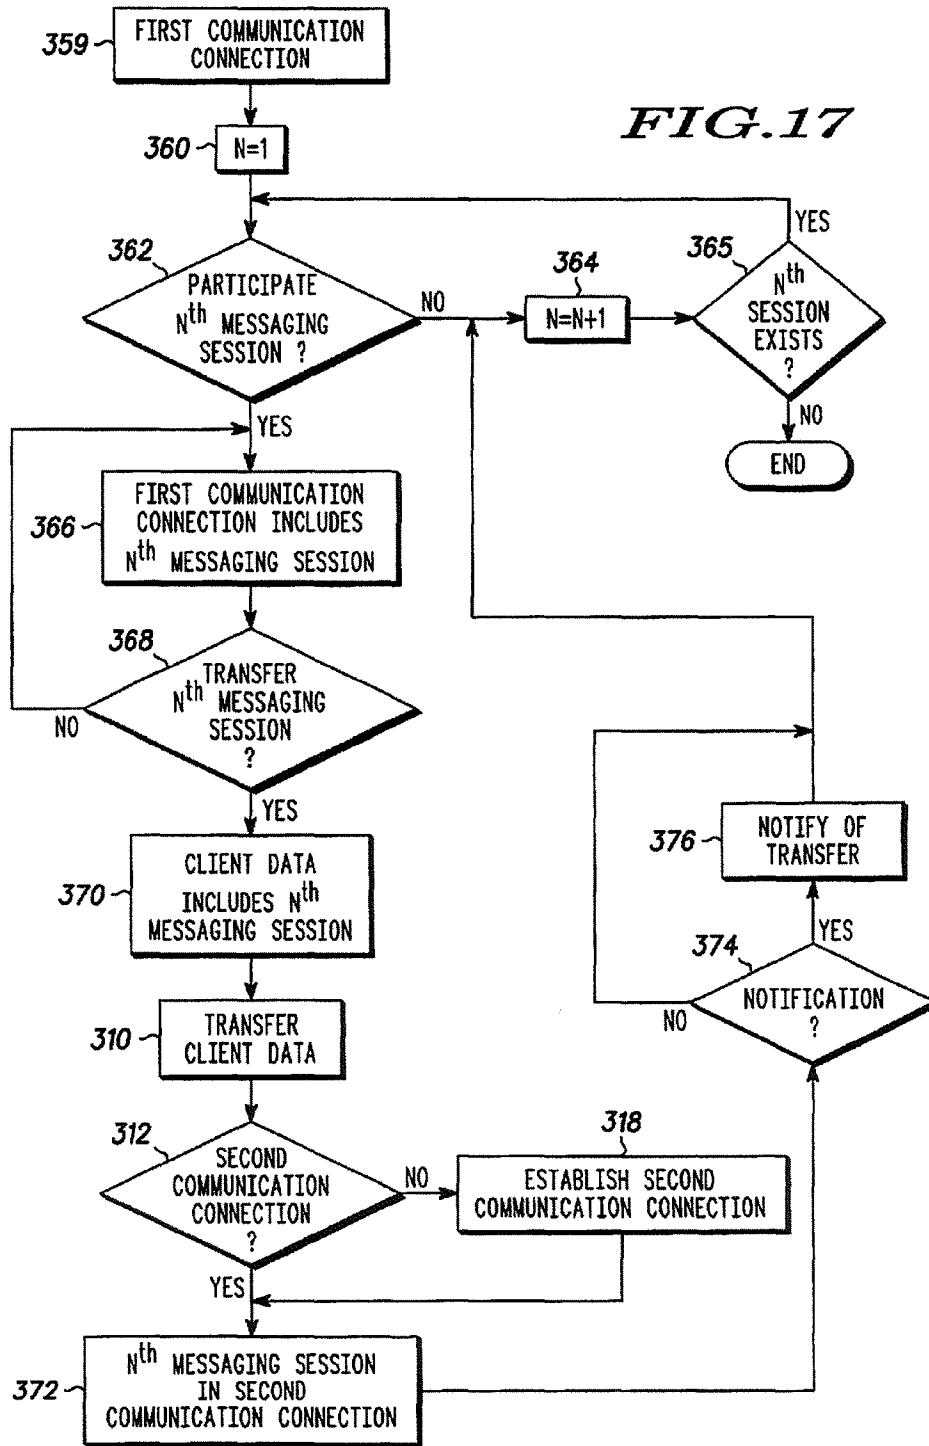 359
FIRST COMMUNICATION
CONNECTION
FIG.17
360
N=1
362
PARTICIPATE
Nth MESSAGING
SESSION ?
NO
364
N=N+1
365
Nth
SESSION
EXISTS
?
YES
NO
END
YES
366
FIRST COMMUNICATION
CONNECTION INCLUDES
Nth MESSAGING SESSION
368
TRANSFER
Nth MESSAGING
SESSION
?
NO
YES
370
CLIENT DATA
INCLUDES Nth
MESSAGING SESSION
310
TRANSFER
CLIENT DATA
312
SECOND
COMMUNICATION
CONNECTION
?
NO
318
ESTABLISH SECOND
COMMUNICATION CONNECTION
YES
372
Nth MESSAGING SESSION
IN SECOND
COMMUNICATION CONNECTION
374
NOTIFICATION
?
NO
YES
376
NOTIFY OF
TRANSFER